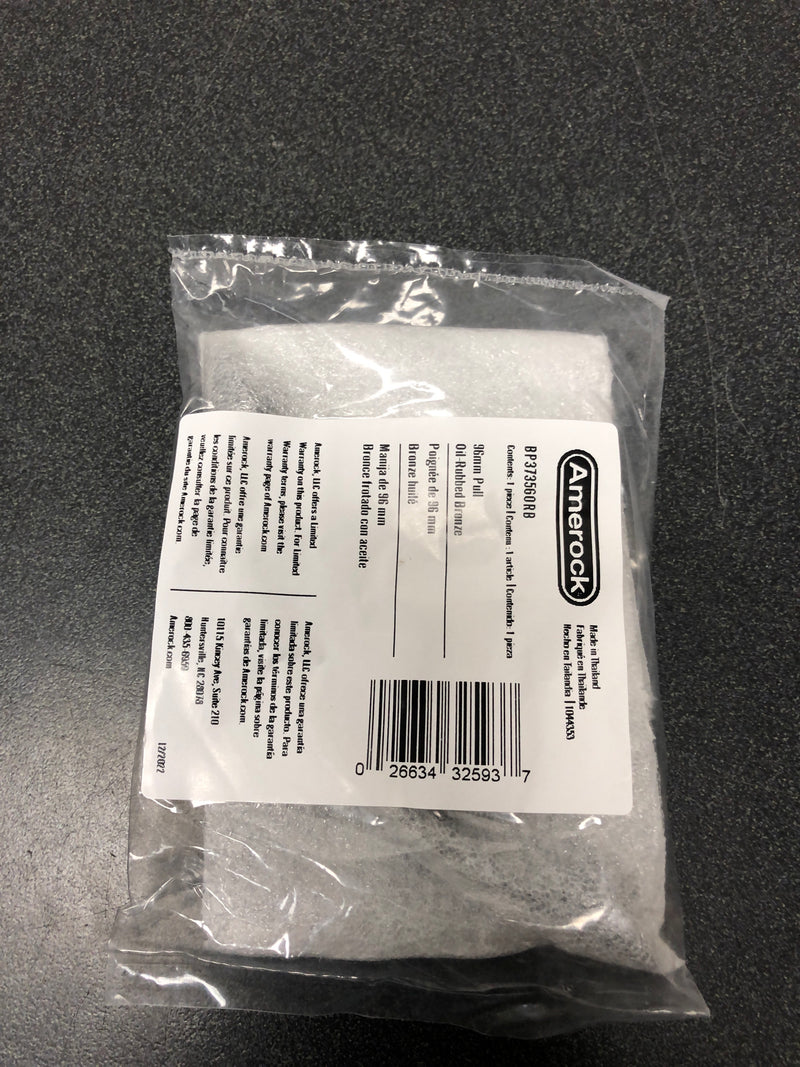 Amerock
Made in Thailand
Fabriqué en Thaïlande
Hecho en Tailandia | 1044353
BP37356ORB
Contents: 1 piece | Contenu : 1 article | Contenido: 1 pieza
96mm Pull
Oil-Rubbed Bronze
Poignée de 96 mm
Bronze huilé
Manija de 96 mm
Bronce frotado con aceite
0 26634 32593 7
Amerock, LLC offers a Limited
Warranty on this product. For Limited
Warranty terms, please visit the
warranty page of Amerock.com
Amerock, LLC offre une garantie
limitée sur ce produit. Pour connaître
les conditions de la garantie limitée,
veuillez consulter la page de
garantie du site Amerock.com.
Amerock, LLC ofrece una garantía
limitada sobre este producto. Para
conocer los términos de la garantía
limitada, visite la página sobre
garantías de Amerock.com.
10115 Kincey Ave, Suite 210
Huntersville, NC 28078
800-435-6959
Amerock.com
12/2022